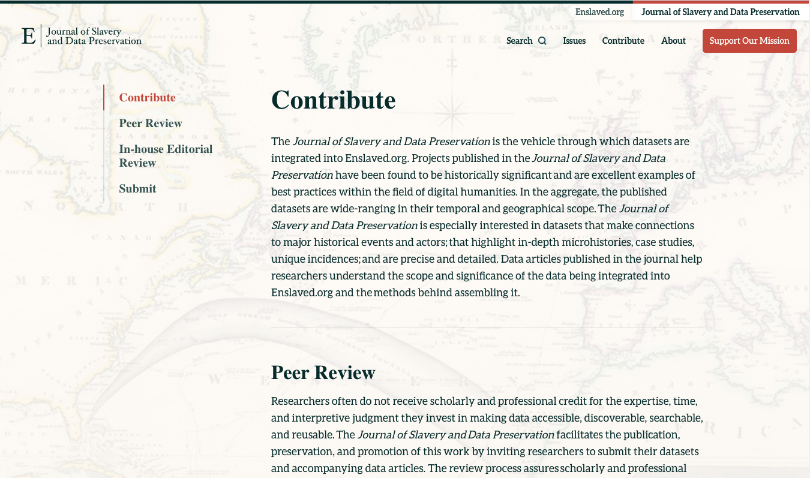 Enslaved.org Journal of Slavery and Data Preservation
E Journal of Slavery
and Data Preservation
Search Issues Contribute About Support Our Mission
Contribute
Peer Review
In-house Editorial
Review
Submit
Contribute
The Journal of Slavery and Data Preservation is the vehicle through which datasets are
integrated into Enslaved.org. Projects published in the Journal of Slavery and Data
Preservation have been found to be historically significant and are excellent examples of
best practices within the field of digital humanities. In the aggregate, the published
datasets are wide-ranging in their temporal and geographical scope. The Journal of
Slavery and Data Preservation is especially interested in datasets that make connections
to major historical events and actors; that highlight in-depth microhistories, case studies,
unique incidences; and are precise and detailed. Data articles published in the journal help
researchers understand the scope and significance of the data being integrated into
Enslaved.org and the methods behind assembling it.
Peer Review
Researchers often do not receive scholarly and professional credit for the expertise, time,
and interpretive judgment they invest in making data accessible, discoverable, searchable,
and reusable. The Journal of Slavery and Data Preservation facilitates the publication,
preservation, and promotion of this work by inviting researchers to submit their datasets
and accompanying data articles. The review process assures scholarly and professional